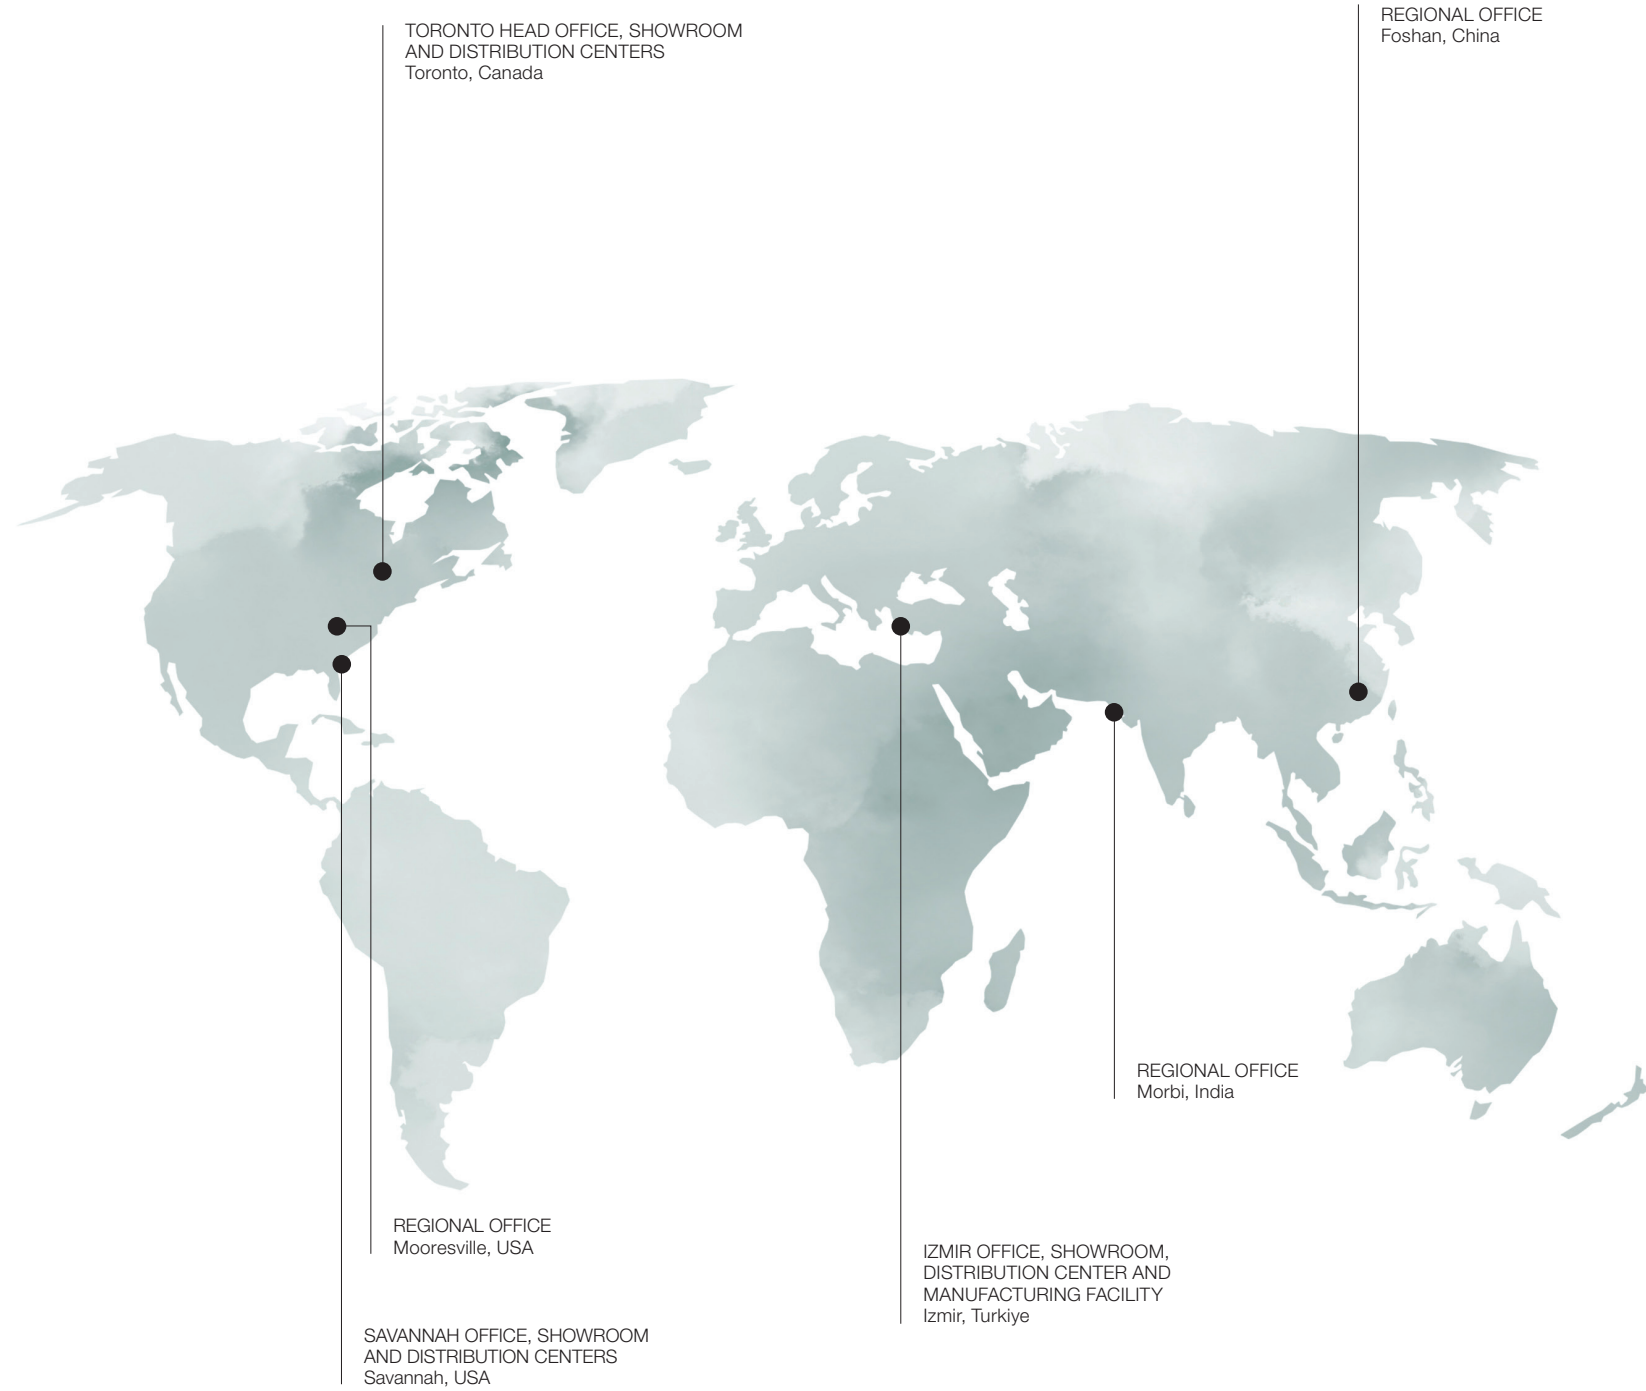 REGIONAL OFFICE
Foshan, China
TORONTO HEAD OFFICE, SHOWROOM
AND DISTRIBUTION CENTERS
Toronto, Canada
REGIONAL OFFICE
Morbi, India
REGIONAL OFFICE
Mooresville, USA
IZMIR OFFICE, SHOWROOM,
DISTRIBUTION CENTER AND
MANUFACTURING FACILITY
Izmir, Turkiye
SAVANNAH OFFICE, SHOWROOM
AND DISTRIBUTION CENTERS
Savannah, USA